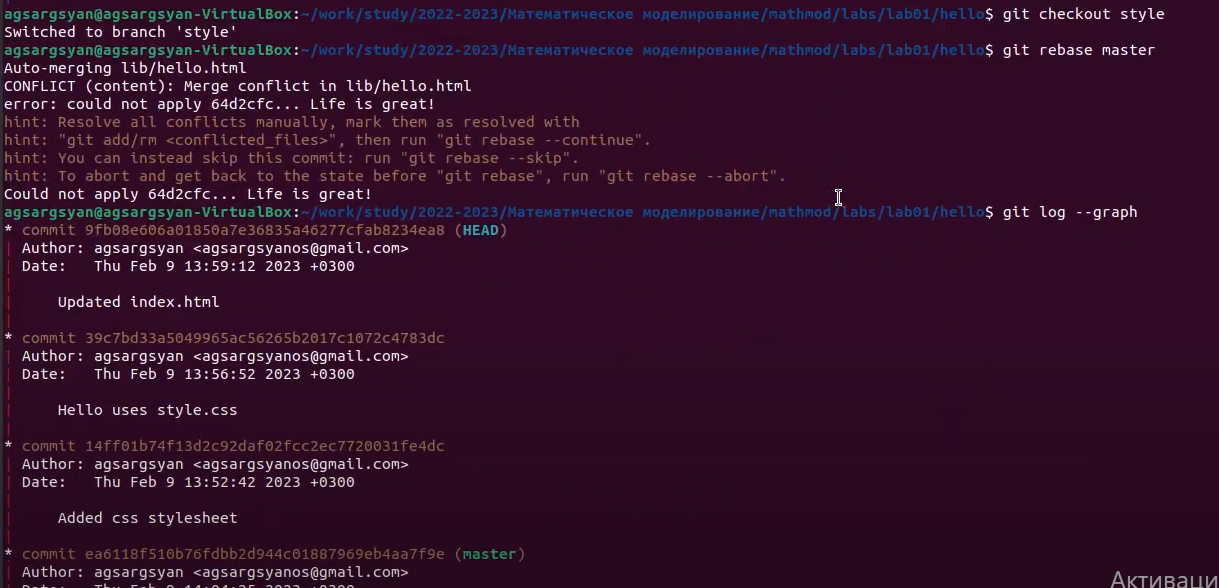 agsargsyan@agsargsyan-VirtualBox:~/work/study/2022-2023/Математическое моделирование/mathmod/labs/lab01/hello$ git checkout style
Switched to branch 'style'
agsargsyan@agsargsyan-VirtualBox:~/work/study/2022-2023/Математическое моделирование/mathmod/labs/lab01/hello$ git rebase master
Auto-merging lib/hello.html
CONFLICT (content): Merge conflict in lib/hello.html
error: could not apply 64d2cfc... Life is great!
hint: Resolve all conflicts manually, mark them as resolved with
hint: "git add/rm <conflicted_files>", then run "git rebase --continue".
hint: You can instead skip this commit: run "git rebase --skip".
hint: To abort and get back to the state before "git rebase", run "git rebase --abort".
Could not apply 64d2cfc... Life is great!
agsargsyan@agsargsyan-VirtualBox:~/work/study/2022-2023/Математическое моделирование/mathmod/labs/lab01/hello$ git log --graph
* commit 9fb08e606a01850a7e36835a46277cfab8234ea8 (HEAD)
| Author: agsargsyan <agsargsyanos@gmail.com>
| Date:   Thu Feb 9 13:59:12 2023 +0300
|
|     Updated index.html
|
* commit 39c7bd33a5049965ac56265b2017c1072c4783dc
| Author: agsargsyan <agsargsyanos@gmail.com>
| Date:   Thu Feb 9 13:56:52 2023 +0300
|
|     Hello uses style.css
|
* commit 14ff01b74f13d2c92daf02fcc2ec7720031fe4dc
| Author: agsargsyan <agsargsyanos@gmail.com>
| Date:   Thu Feb 9 13:52:42 2023 +0300
|
|     Added css stylesheet
|
* commit ea6118f510b76fdbb2d944c01887969eb4aa7f9e (master)
| Author: agsargsyan <agsargsyanos@gmail.com>
Активаци